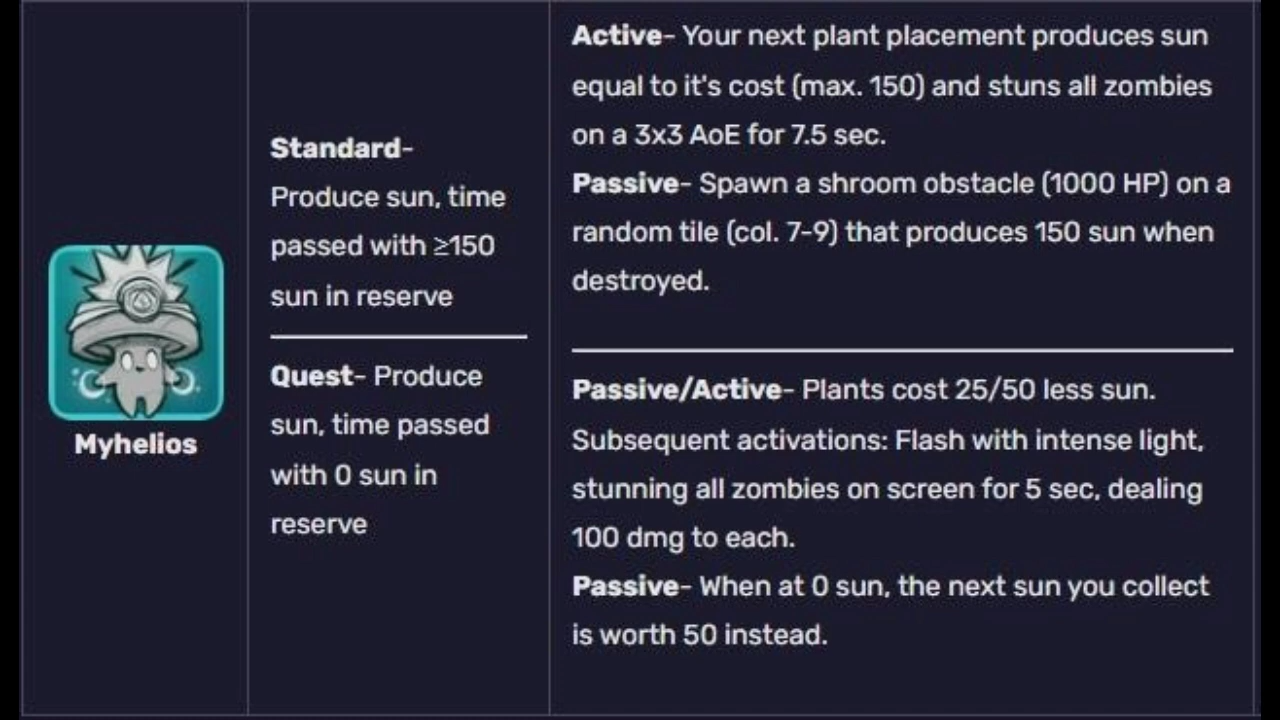 Myhelios
Standard-
Produce sun, time
passed with ≥150
sun in reserve
Quest- Produce
sun, time passed
with 0 sun in
reserve
Active- Your next plant placement produces sun
equal to it's cost (max. 150) and stuns all zombies
on a 3x3 AoE for 7.5 sec.
Passive- Spawn a shroom obstacle (1000 HP) on a
random tile (col. 7-9) that produces 150 sun when
destroyed.
Passive/Active- Plants cost 25/50 less sun.
Subsequent activations: Flash with intense light,
stunning all zombies on screen for 5 sec, dealing
100 dmg to each.
Passive- When at 0 sun, the next sun you collect
is worth 50 instead.